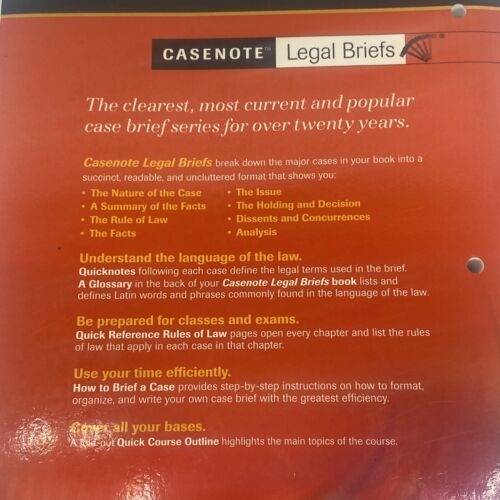 CASENOTE™ Legal Briefs
The clearest, most current and popular
case brief series for over twenty years.
Casenote Legal Briefs break down the major cases in your book into a
succinct, readable, and uncluttered format that shows you:
• The Nature of the Case
• A Summary of the Facts
• The Rule of Law
• The Facts
• The Issue
• The Holding and Decision
• Dissents and Concurrences
• Analysis
Understand the language of the law.
Quicknotes following each case define the legal terms used in the brief.
A Glossary in the back of your Casenote Legal Briefs book lists and
defines Latin words and phrases commonly found in the language of the law.
Be prepared for classes and exams.
Quick Reference Rules of Law pages open every chapter and list the rules
of law that apply in each case in that chapter.
Use your time efficiently.
How to Brief a Case provides step-by-step instructions on how to format,
organize, and write your own case brief with the greatest efficiency.
Cover all your bases.
A Quick Course Outline highlights the main topics of the course.